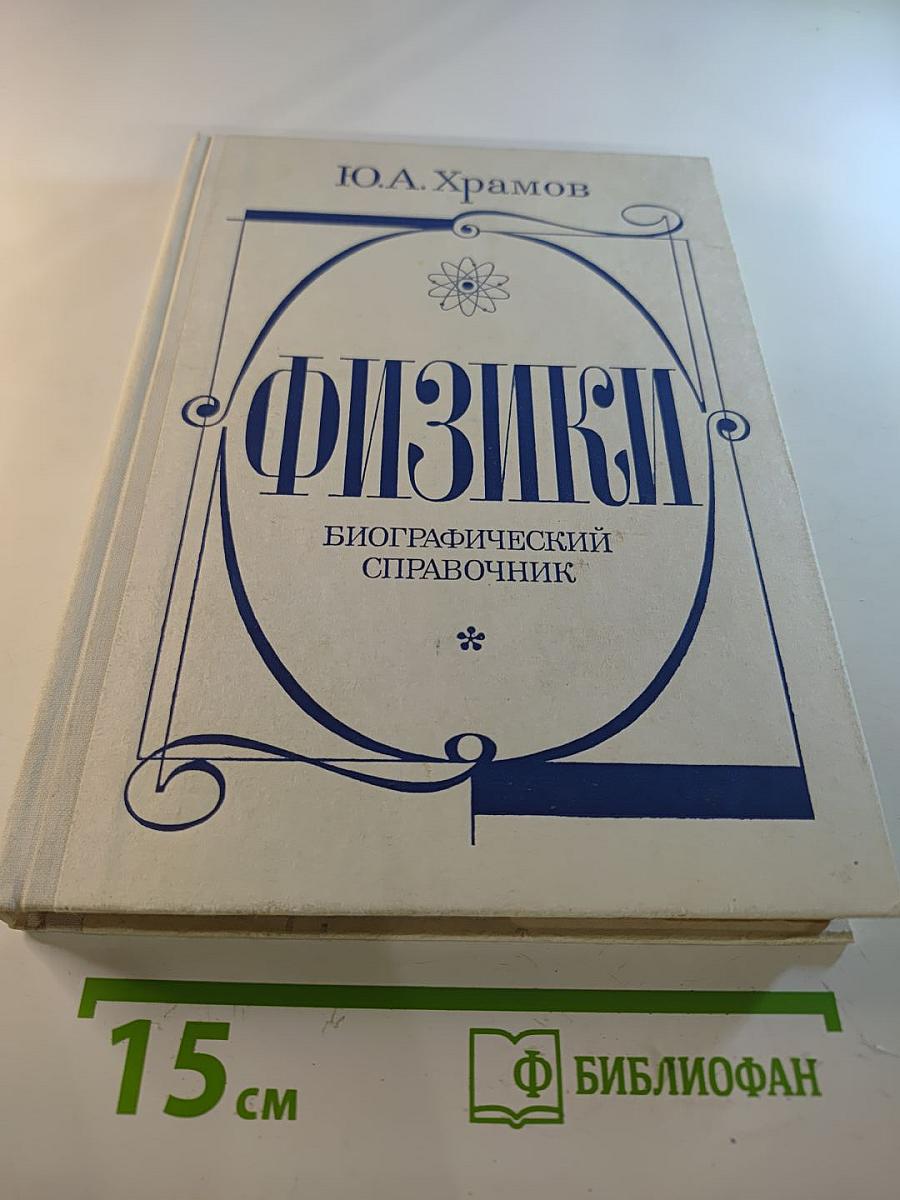 Ю.А. Храмов
ФИЗИКИ
БИОГРАФИЧЕСКИЙ
СПРАВОЧНИК
15 см
Ф БИБЛИОФАН